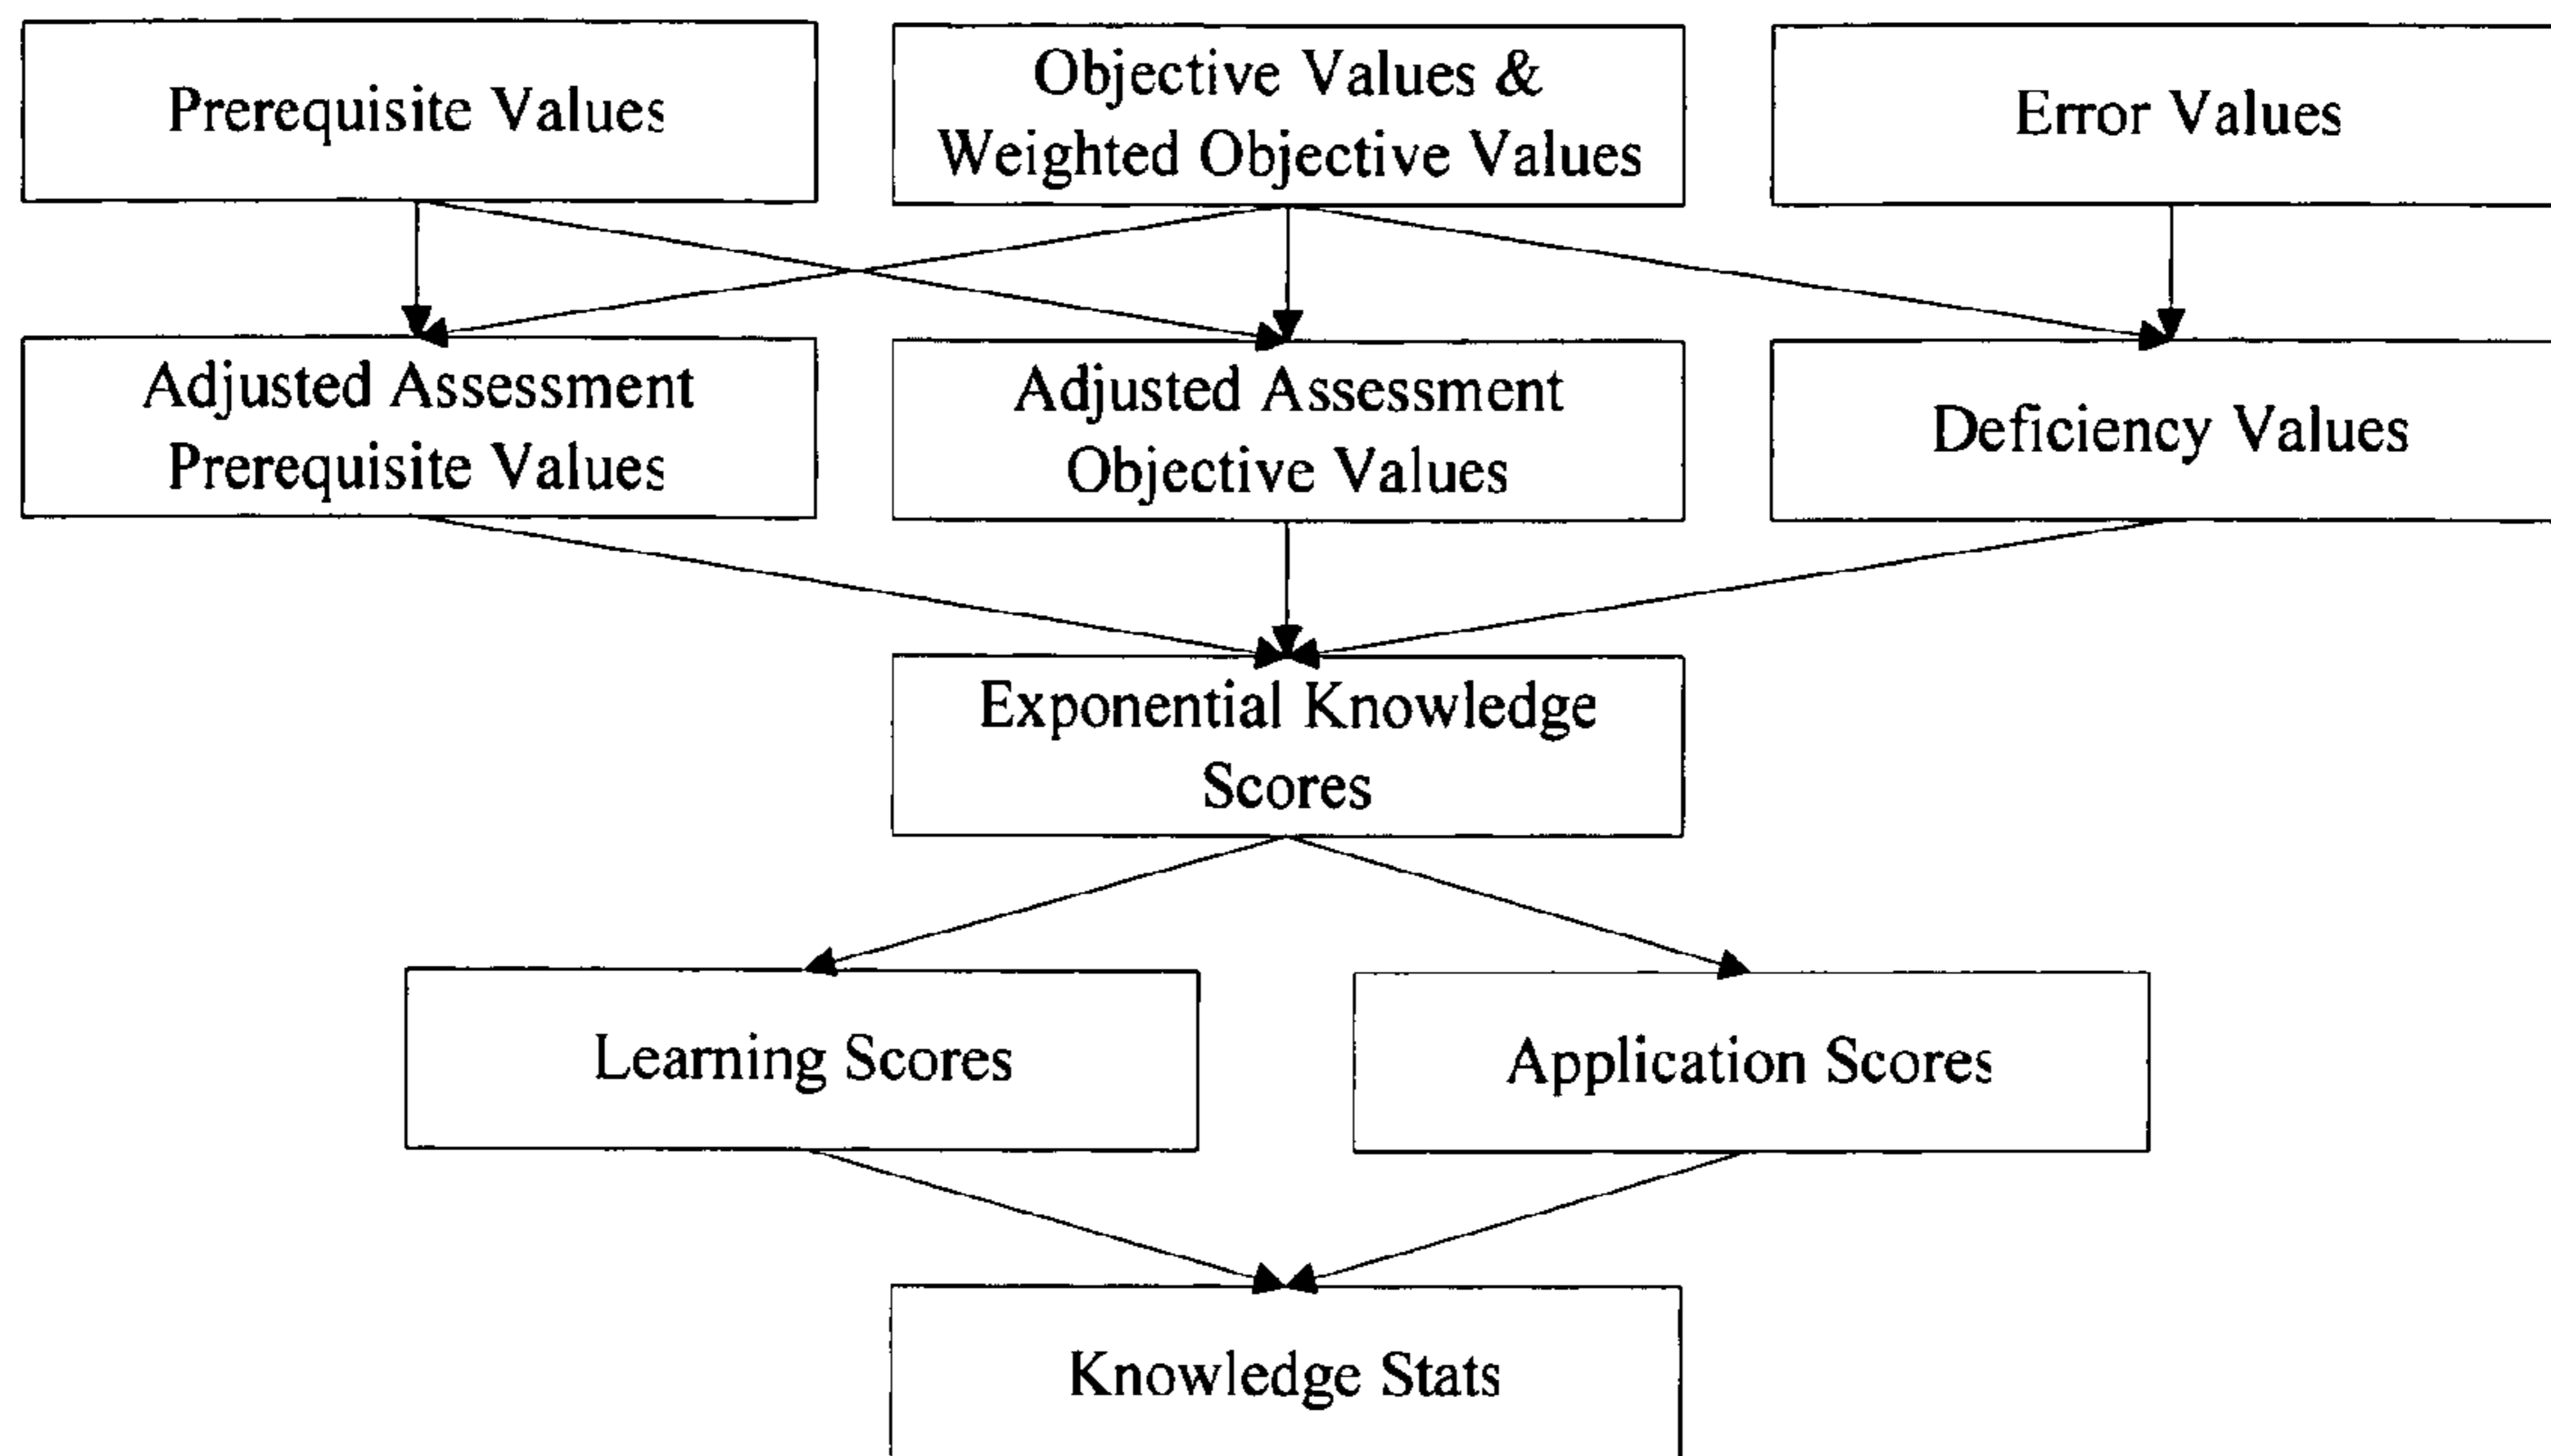 Prerequisite Values
Objective Values &
Weighted Objective Values
Error Values
Adjusted Assessment
Prerequisite Values
Adjusted Assessment
Objective Values
Deficiency Values
Exponential Knowledge
Scores
Learning Scores
Application Scores
Knowledge Stats